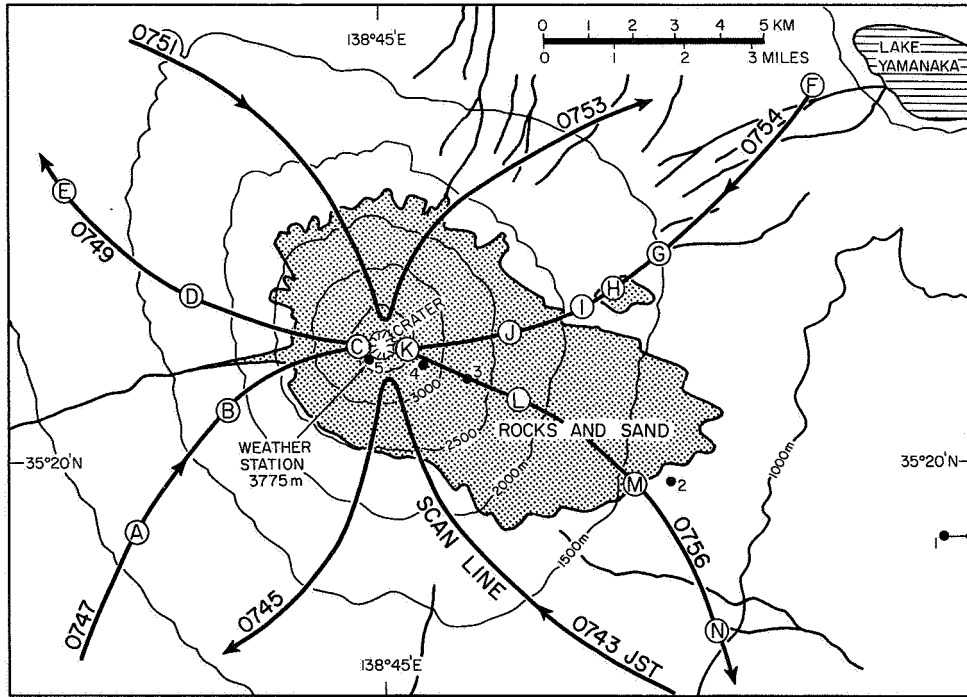 0751
138°45'E
0 1 2 3 4 5 KM
0 1 2 3 MILES
LAKE
YAMANAKA
F
0753
0754
E
0749
G
D
H
I
J
CRATER
C
K
5
4
3
3000
L
B
ROCKS AND SAND
2500
WEATHER
STATION
3775m
35°20'N
2000m
1000m
35°20'N
M
2
A
SCAN LINE
1500m
1
0756
0747
0745
N
0743 JST
138°45'E